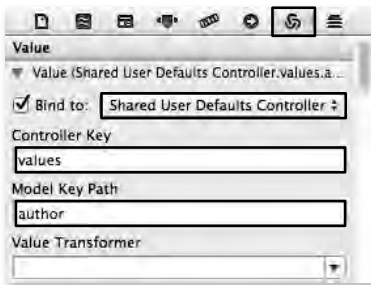 Value
Value (Shared User Defaults Controller.values.a...
Bind to: Shared User Defaults Controller
Controller Key
values
Model Key Path
author
Value Transformer